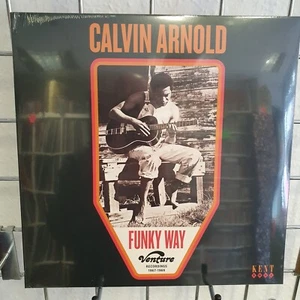 CALVIN ARNOLD
FUNKY WAY
Venture
RECORDINGS
1967-1969
KENT